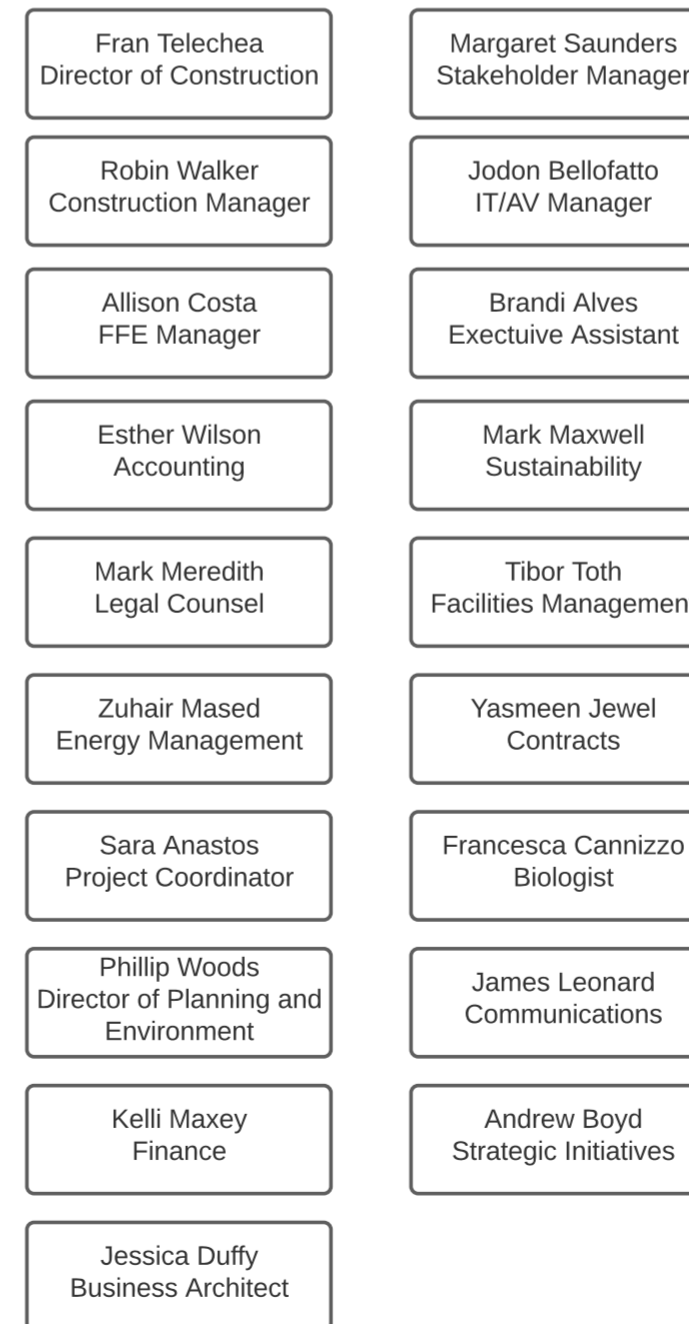 Fran Telechea
Director of Construction
Margaret Saunders
Stakeholder Manager
Robin Walker
Construction Manager
Jodon Bellofatto
IT/AV Manager
Allison Costa
FFE Manager
Brandi Alves
Exectuive Assistant
Esther Wilson
Accounting
Mark Maxwell
Sustainability
Mark Meredith
Legal Counsel
Tibor Toth
Facilities Managemen
Zuhair Mased
Energy Management
Yasmeen Jewel
Contracts
Sara Anastos
Project Coordinator
Francesca Cannizzo
Biologist
Phillip Woods
Director of Planning and
Environment
James Leonard
Communications
Kelli Maxey
Finance
Andrew Boyd
Strategic Initiatives
Jessica Duffy
Business Architect